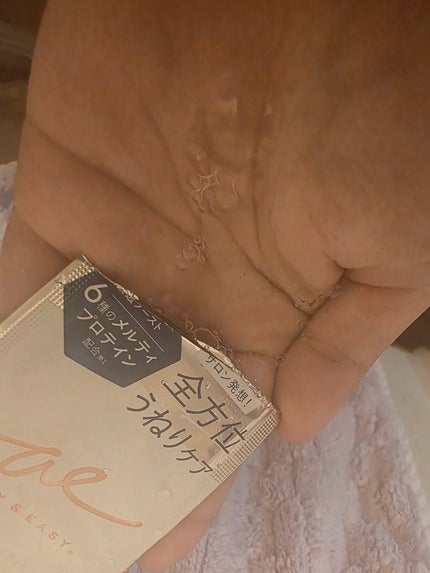 6種のメルティ
プロテイン
配合※1
サロン発想!
全方位
うねりケア
& EASY®